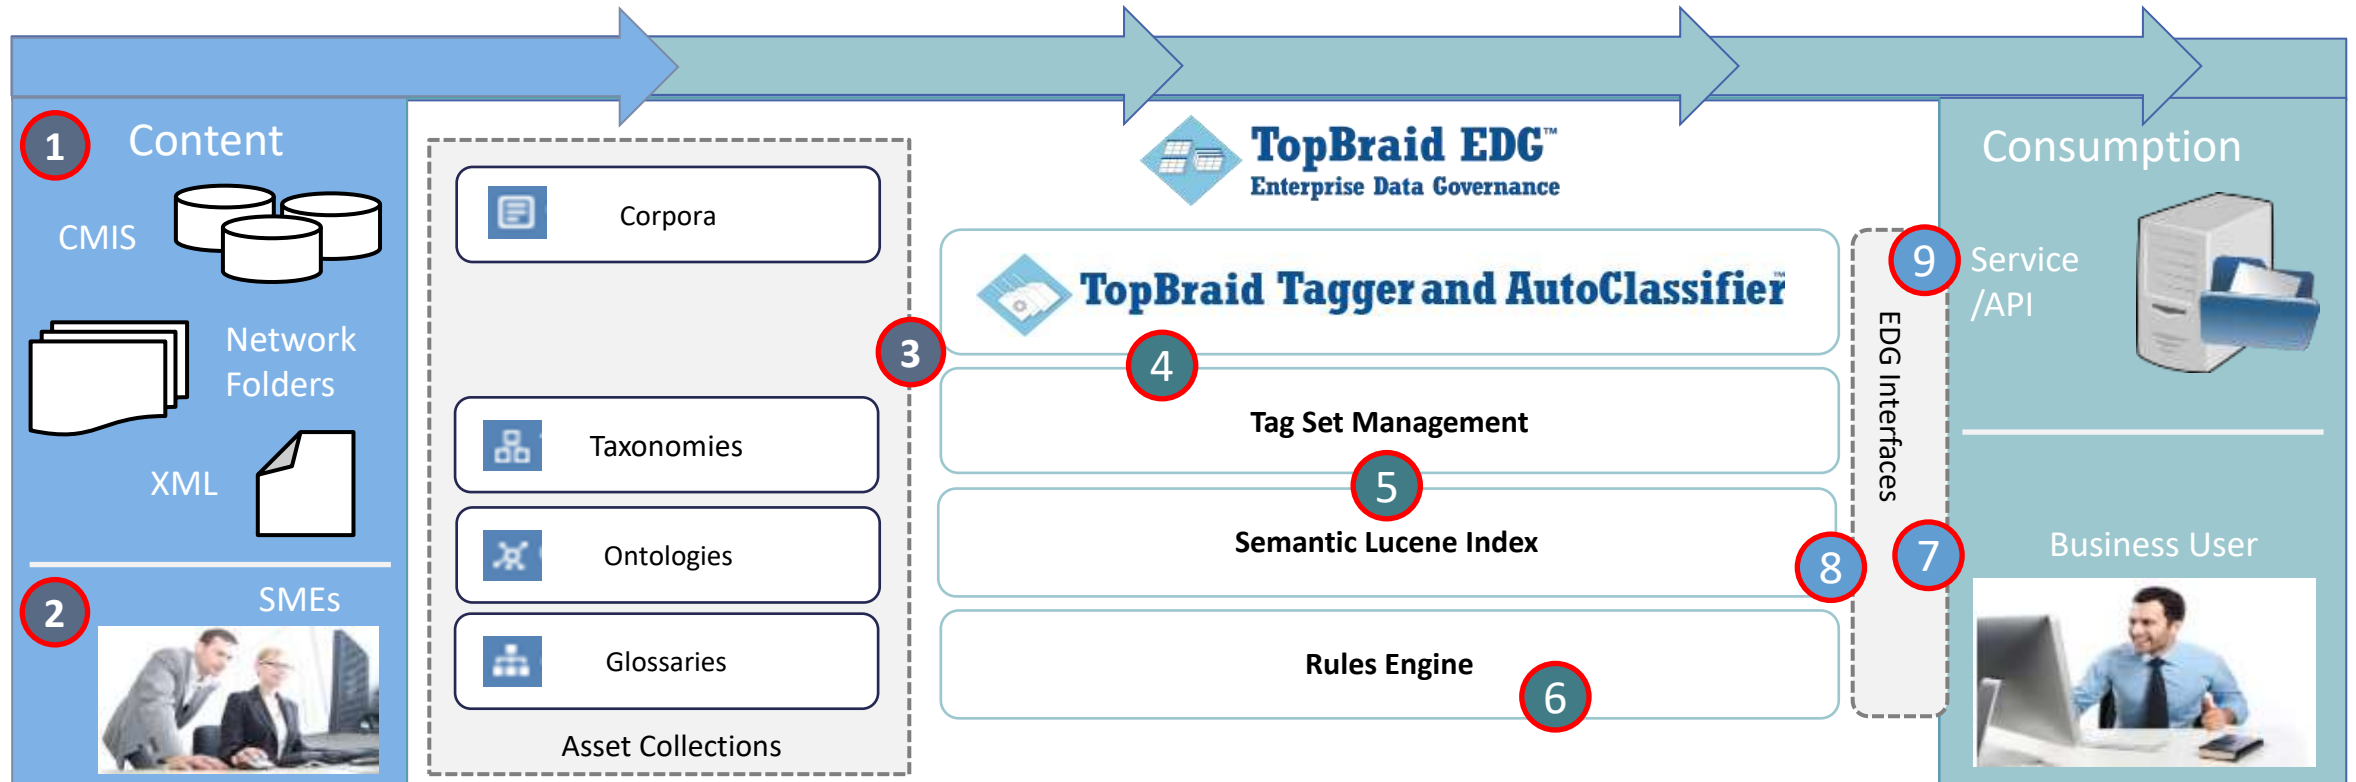 1
Content
CMIS
Network
Folders
XML
2
SMEs
Corpora
Taxonomies
Ontologies
Glossaries
Asset Collections
3
TopBraid EDG™
Enterprise Data Governance
TopBraid Tagger and AutoClassifier™
4
Tag Set Management
5
Semantic Lucene Index
Rules Engine
6
EDG Interfaces
8
7
9
Consumption
Service
/API
Business User